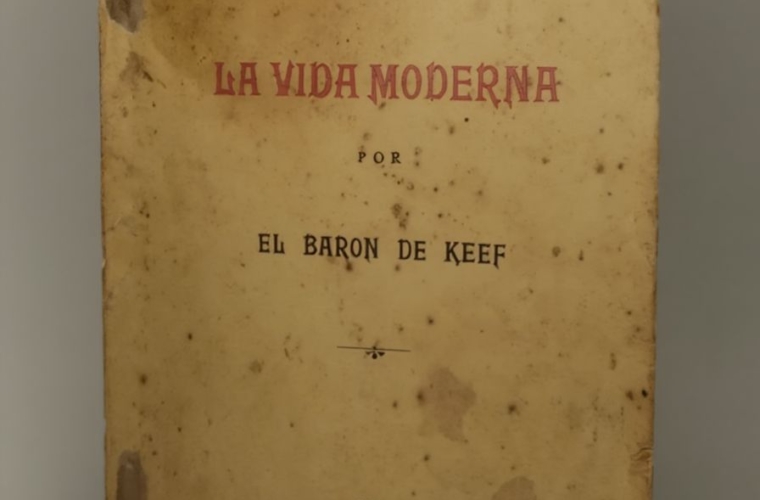 LA VIDA MODERNA
POR
EL BARON DE KEEF